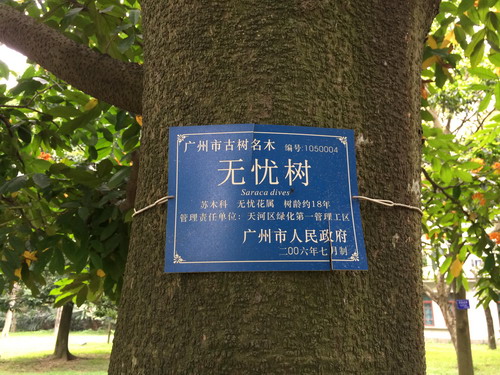 广州市古树名木 编号:1050004
无忧树
Saraca dives
苏木科 无忧花属 树龄约18年
管理责任单位：天河区绿化第一管理工区
广州市人民政府
二00六年七月制